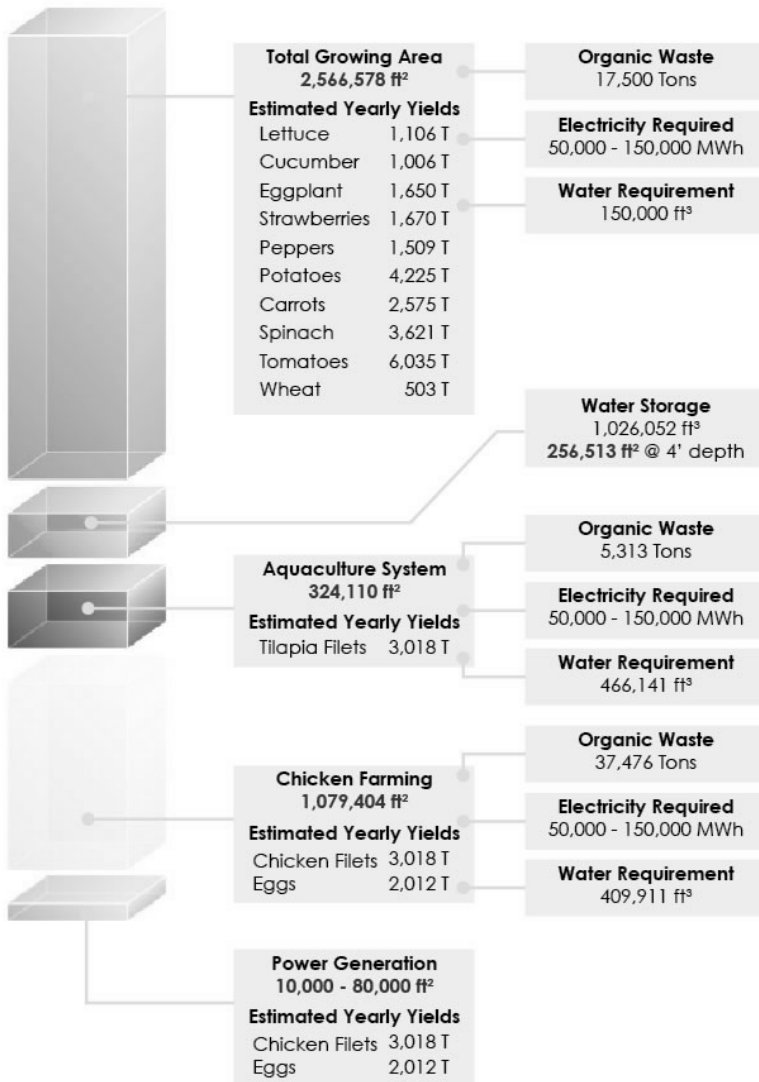 Total Growing Area
2,566,578 ft²
Estimated Yearly Yields
Lettuce 1,106 T
Cucumber 1,006 T
Eggplant 1,650 T
Strawberries 1,670 T
Peppers 1,509 T
Potatoes 4,225 T
Carrots 2,575 T
Spinach 3,621 T
Tomatoes 6,035 T
Wheat 503 T
Organic Waste
17,500 Tons
Electricity Required
50,000 - 150,000 MWh
Water Requirement
150,000 ft³
Water Storage
1,026,052 ft³
256,513 ft² @ 4' depth
Aquaculture System
324,110 ft²
Estimated Yearly Yields
Tilapia Filets 3,018 T
Organic Waste
5,313 Tons
Electricity Required
50,000 - 150,000 MWh
Water Requirement
466,141 ft³
Chicken Farming
1,079,404 ft²
Estimated Yearly Yields
Chicken Filets 3,018 T
Eggs 2,012 T
Organic Waste
37,476 Tons
Electricity Required
50,000 - 150,000 MWh
Water Requirement
409,911 ft³
Power Generation
10,000 - 80,000 ft²
Estimated Yearly Yields
Chicken Filets 3,018 T
Eggs 2,012 T